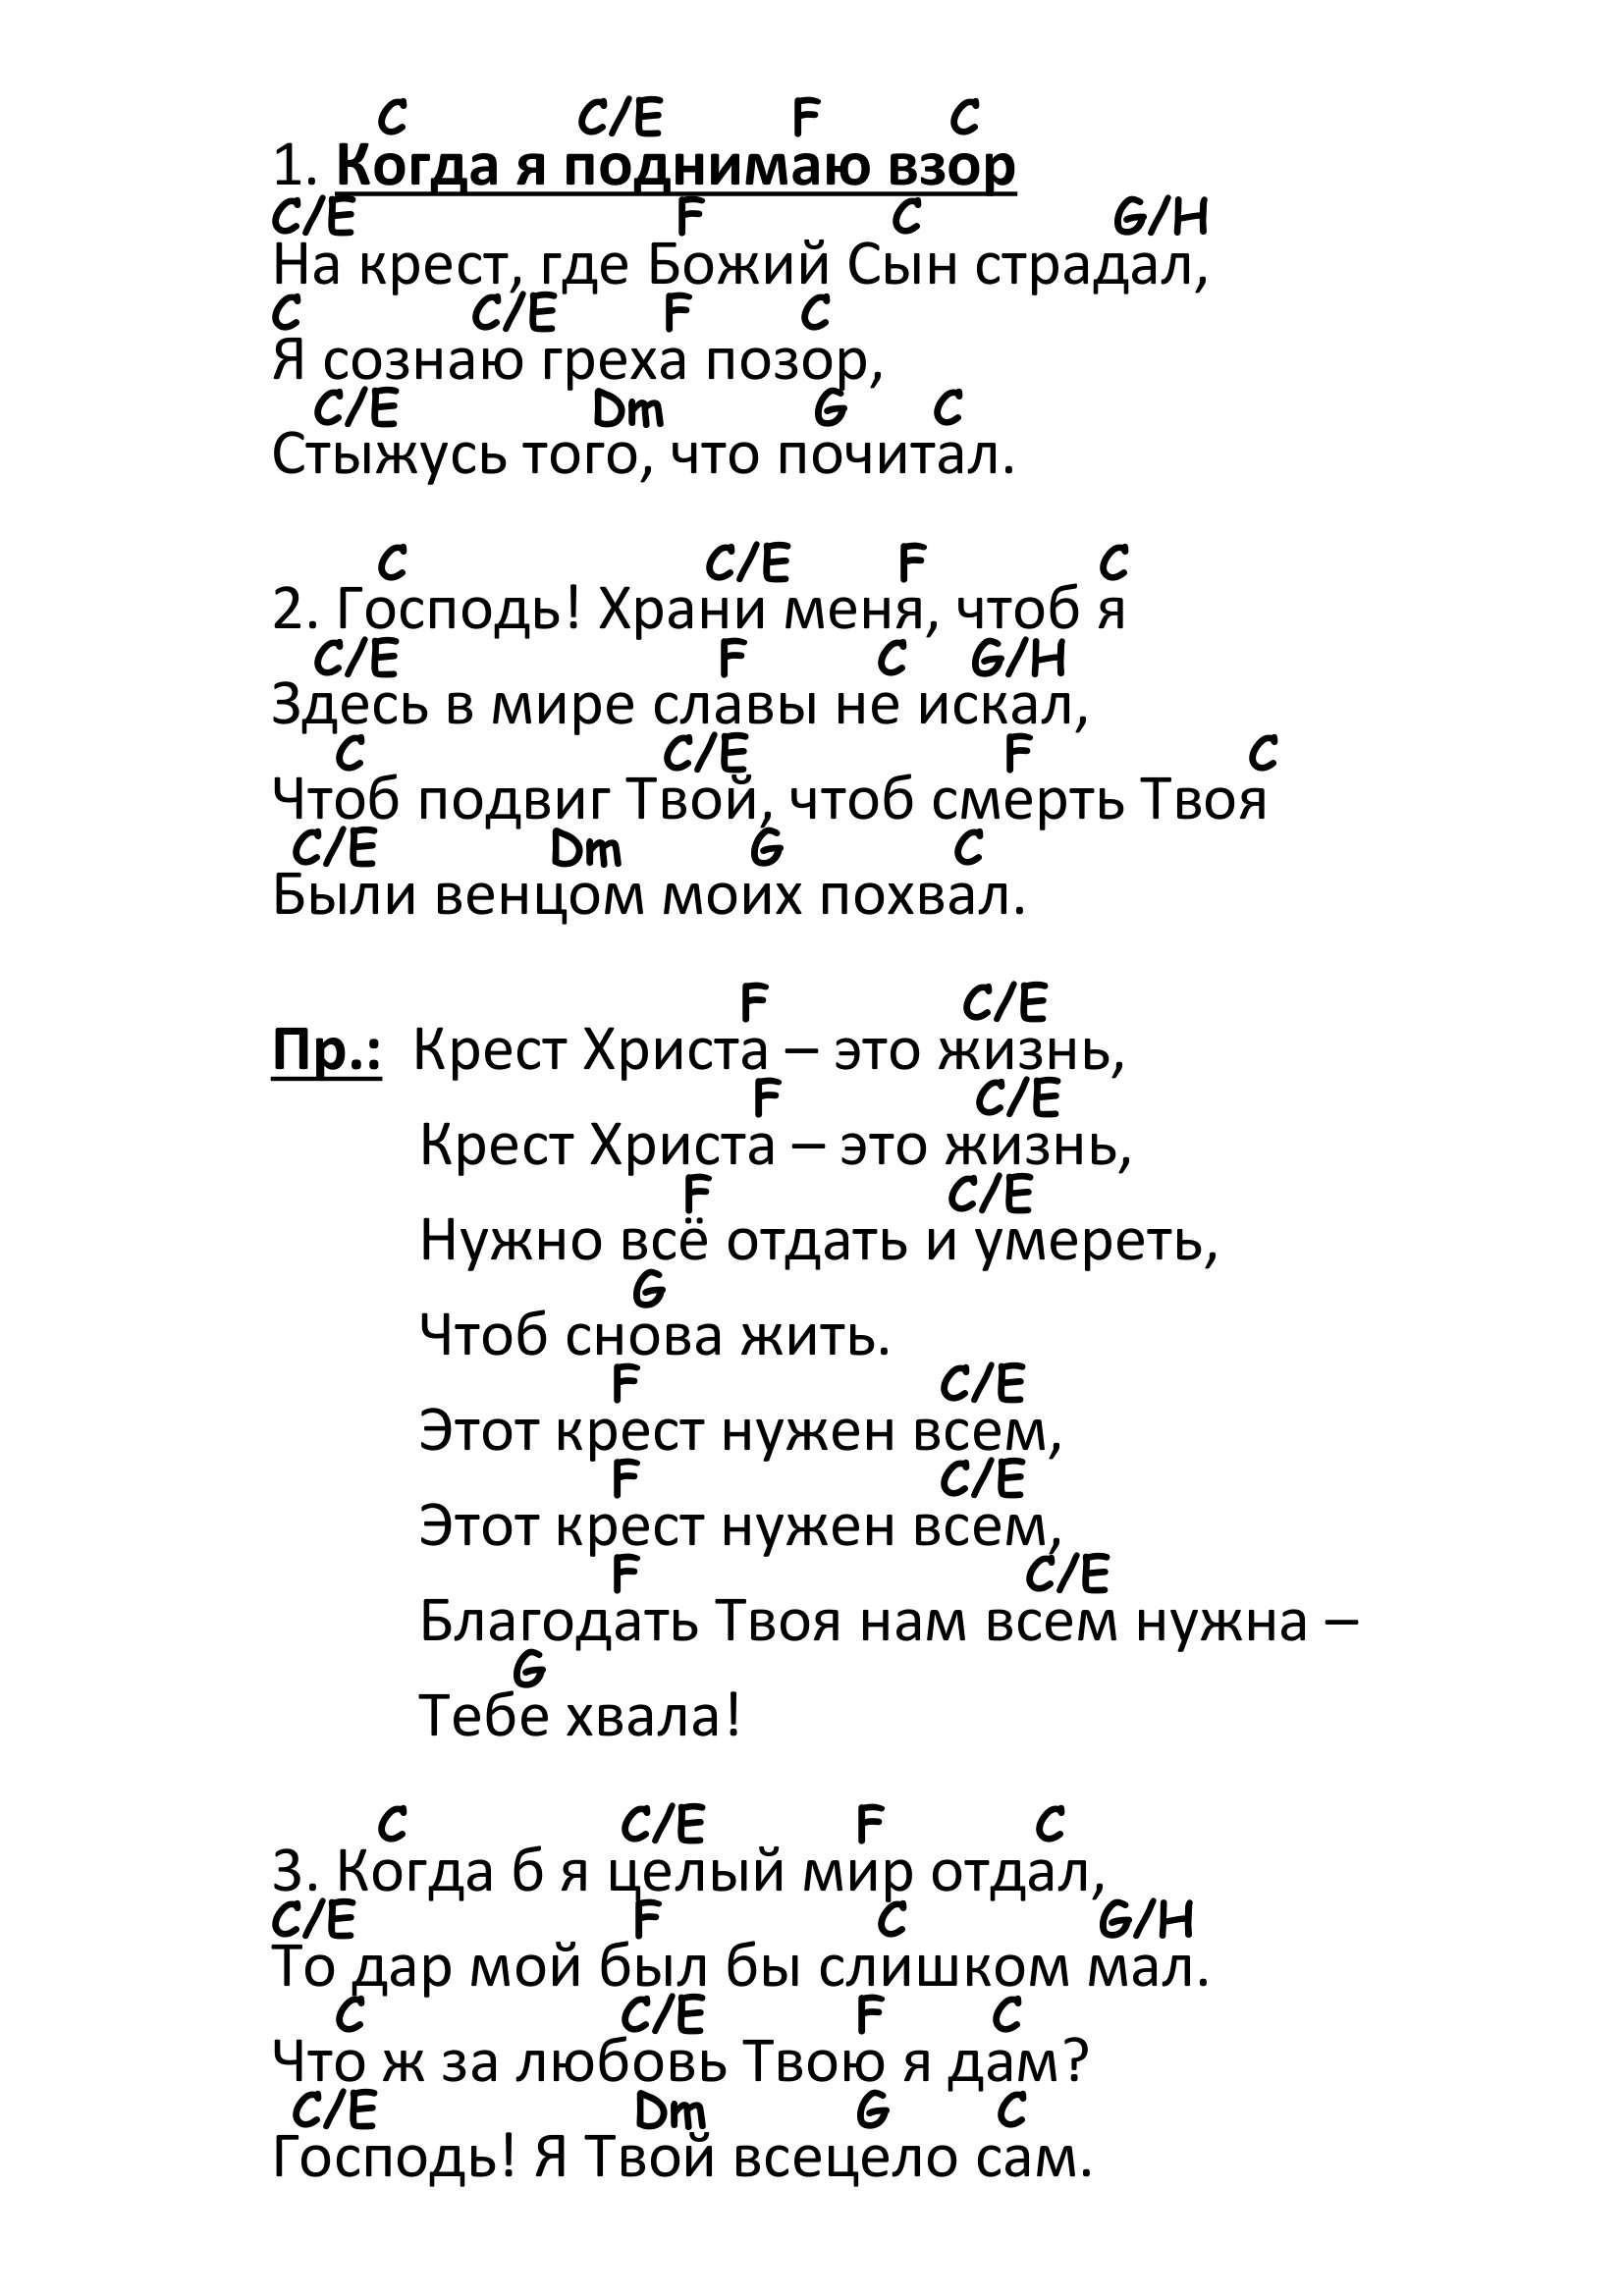 C C/E F C
1. Когда я поднимаю взор
C/E F C G/H
На крест, где Божий Сын страдал,
C C/E F C
Я сознаю греха позор,
C/E Dm G C
Стыжусь того, что почитал.
C C/E F C
2. Господь! Храни меня, чтоб я
C/E F C G/H
Здесь в мире славы не искал,
C C/E F C
Чтоб подвиг Твой, чтоб смерть Твоя
C/E Dm G C
Были венцом моих похвал.
F C/E
Пр.: Крест Христа – это жизнь,
F C/E
Крест Христа – это жизнь,
F C/E
Нужно всё отдать и умереть,
G
Чтоб снова жить.
F C/E
Этот крест нужен всем,
F C/E
Этот крест нужен всем,
F C/E
Благодать Твоя нам всем нужна –
G
Тебе хвала!
C C/E F C
3. Когда б я целый мир отдал,
C/E F C G/H
То дар мой был бы слишком мал.
C C/E F C
Что ж за любовь Твою я дам?
C/E Dm G C
Господь! Я Твой всецело сам.